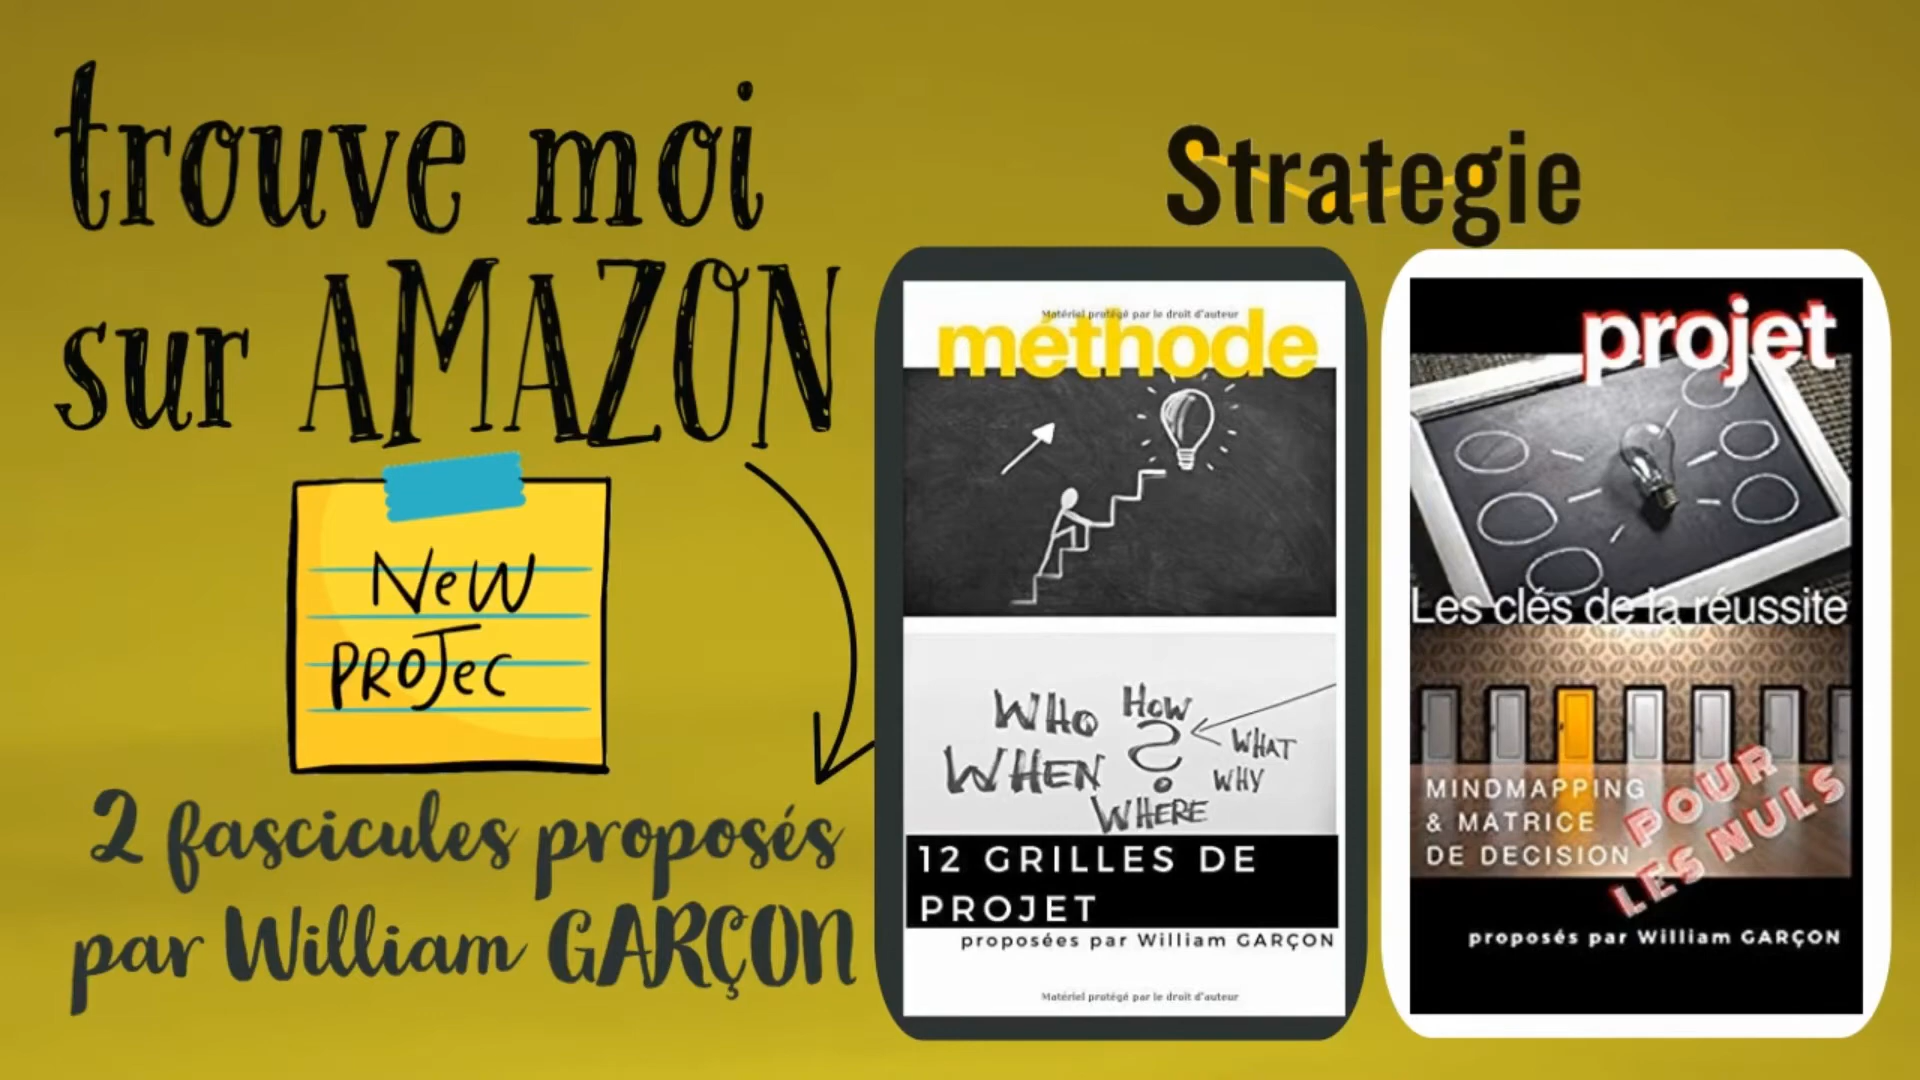 trouve moi
sur AMAZON
NeW
PROJeC
2 fascicules proposés
par William GARÇON
Strategie
Matériel protégé par le droit d'auteur
méthode
WHO
HOW
?
WHAT
WHEN
WHY
WHERE
12 GRILLES DE
PROJET
proposées par William GARÇON
Matériel protégé par le droit d'auteur
projet
Les clés de la réussite
MINDMAPPING
& MATRICE
DE DECISION
POUR
LES NULS
proposés par William GARÇON